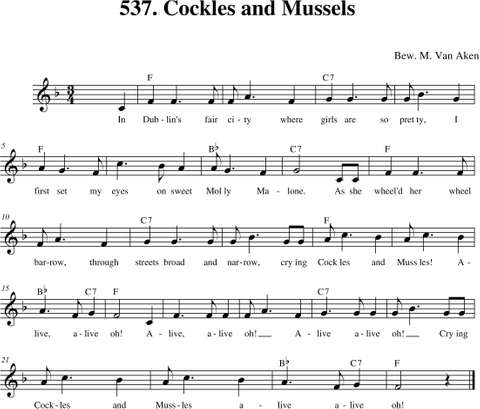 537. Cockles and Mussels
Bew. M. Van Aken
F C7
In Dub-lin's fair ci-ty where girls are so pret ty, I
5 F B♭ F C7 F
first set my eyes on sweet Mol ly Ma-lone. As she wheel'd her wheel
10 C7 F
bar-row, through streets broad and nar-row, cry ing Cock les and Muss les! A-
15 B♭ C7 F C7
live, a-live oh! A-live, a-live oh! A-live a-live oh! Cry ing
21 B♭ C7 F
Cock-les and Muss-les a-live alive oh!